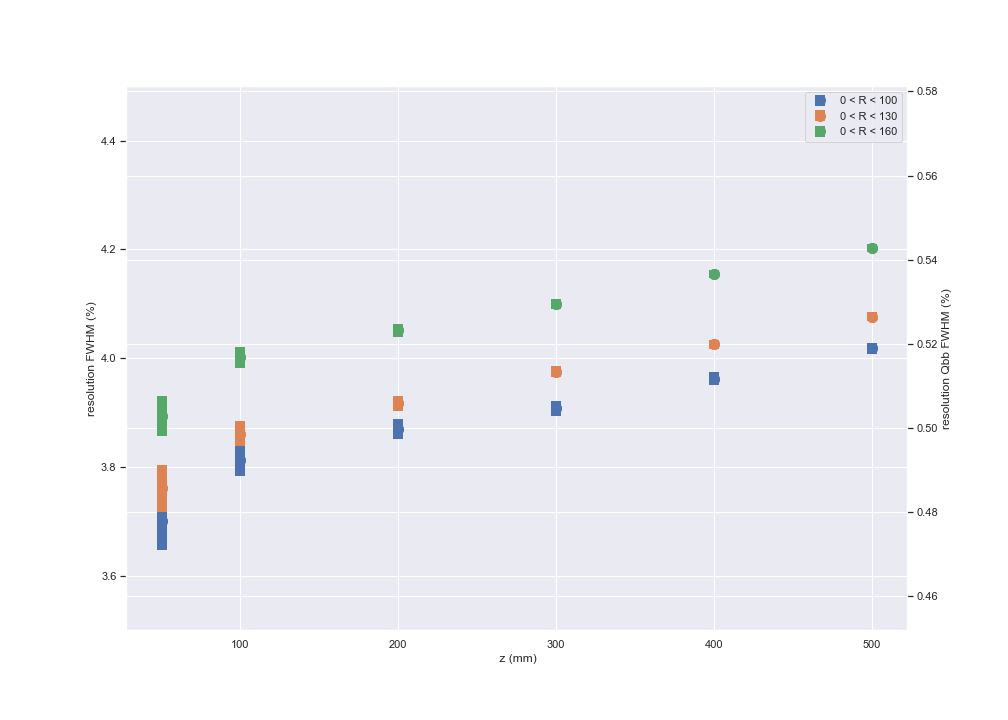 0 < R < 100
0 < R < 130
0 < R < 160
resolution FWHM (%)
4.4
4.2
4.0
3.8
3.6
0.58
0.56
0.54
0.52
0.50
0.48
0.46
resolution Qbb FWHM (%)
100
200
300
400
500
z (mm)